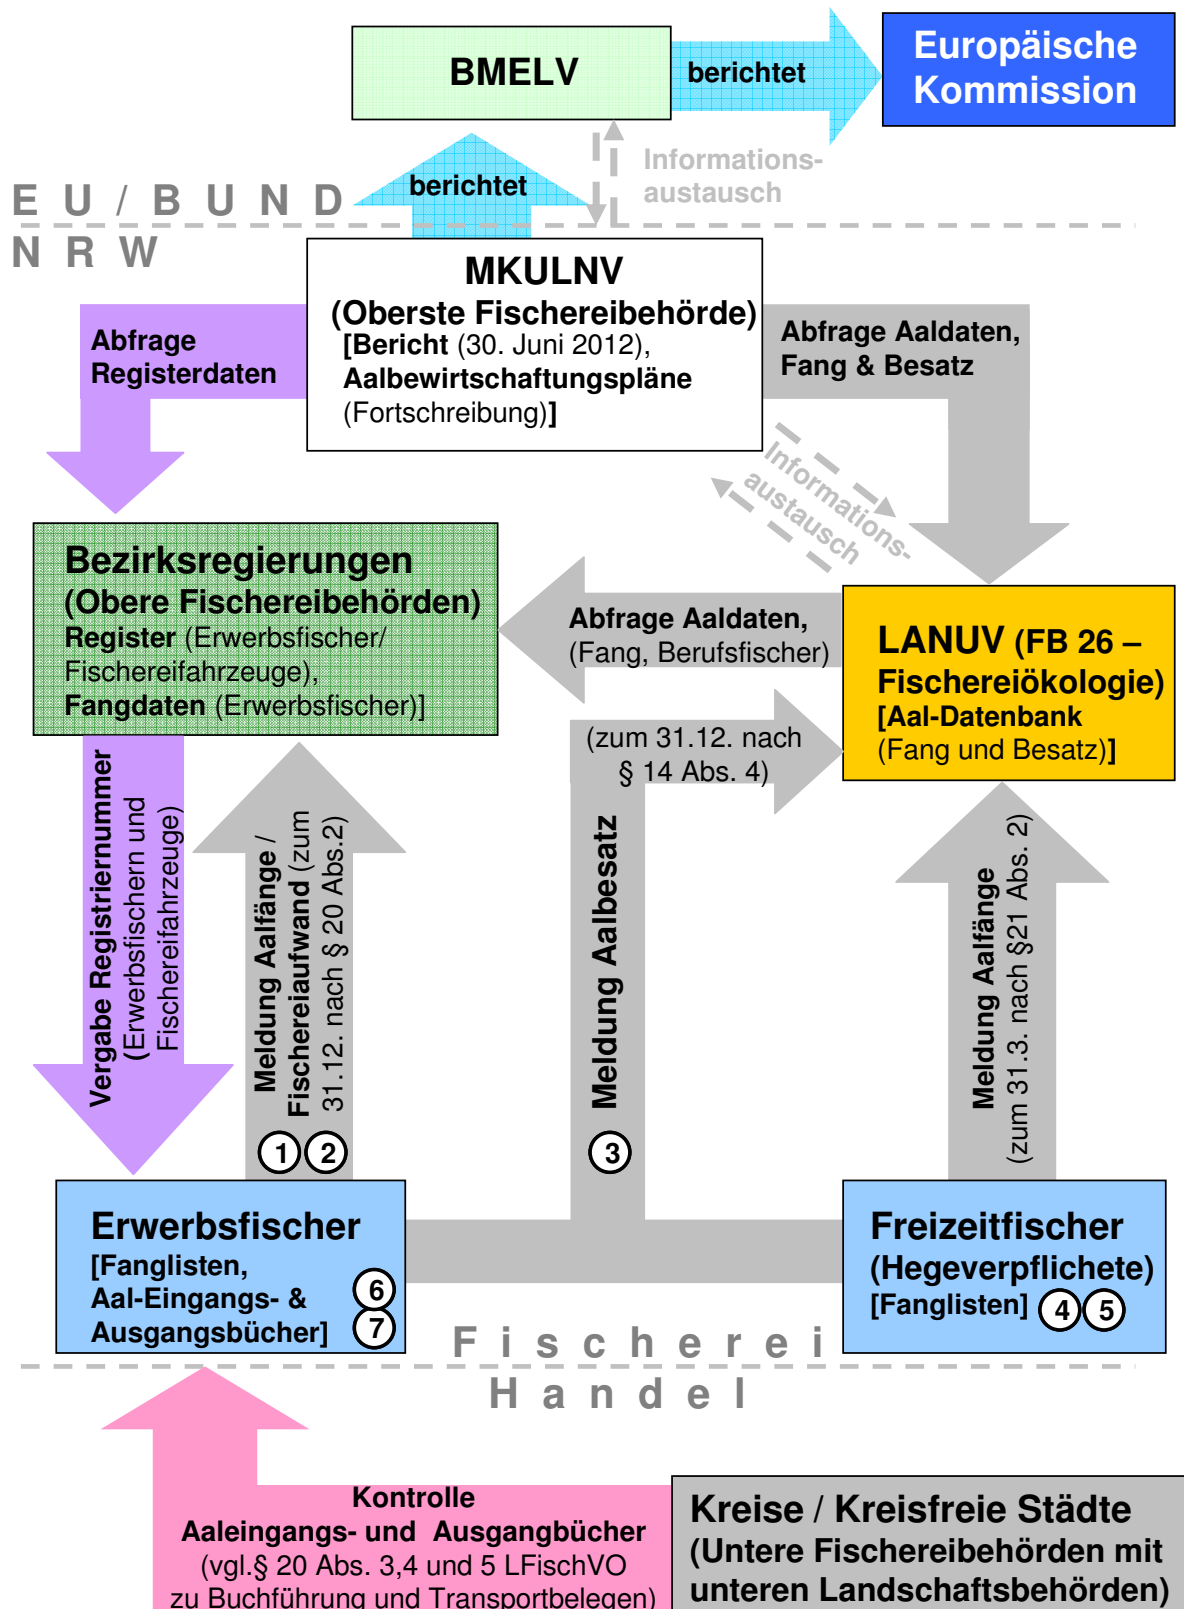 BMELV
berichtet
Europäische
Kommission
berichtet
Informations-
austausch
E U / B U N D
N R W
MKULNV
(Oberste Fischereibehörde)
[Bericht (30. Juni 2012),
Aalbewirtschaftungspläne
(Fortschreibung)]
Abfrage
Registerdaten
Abfrage Aaldaten,
Fang & Besatz
Informations-
austausch
Bezirksregierungen
(Obere Fischereibehörden)
Register (Erwerbsfischer/
Fischereifahrzeuge),
Fangdaten (Erwerbsfischer)]
Abfrage Aaldaten,
(Fang, Berufsfischer)
LANUV (FB 26 –
Fischereiökologie)
[Aal-Datenbank
(Fang und Besatz)]
(zum 31.12. nach
§ 14 Abs. 4)
Vergabe Registriernummer
(Erwerbsfischern und
Fischereifahrzeuge)
Meldung Aalfänge /
Fischereiaufwand (zum
31.12. nach § 20 Abs.2)
1 2
Meldung Aalbesatz
3
Meldung Aalfänge
(zum 31.3. nach §21 Abs. 2)
Erwerbsfischer
[Fanglisten,
Aal-Eingangs- &
Ausgangsbücher]
6
7
Freizeitfischer
(Hegeverpflichete)
[Fanglisten] 4 5
F i s c h e r e i
H a n d e l
Kontrolle
Aaleingangs- und Ausgangbücher
(vgl.§ 20 Abs. 3,4 und 5 LFischVO
zu Buchführung und Transportbelegen)
Kreise / Kreisfreie Städte
(Untere Fischereibehörden mit
unteren Landschaftsbehörden)